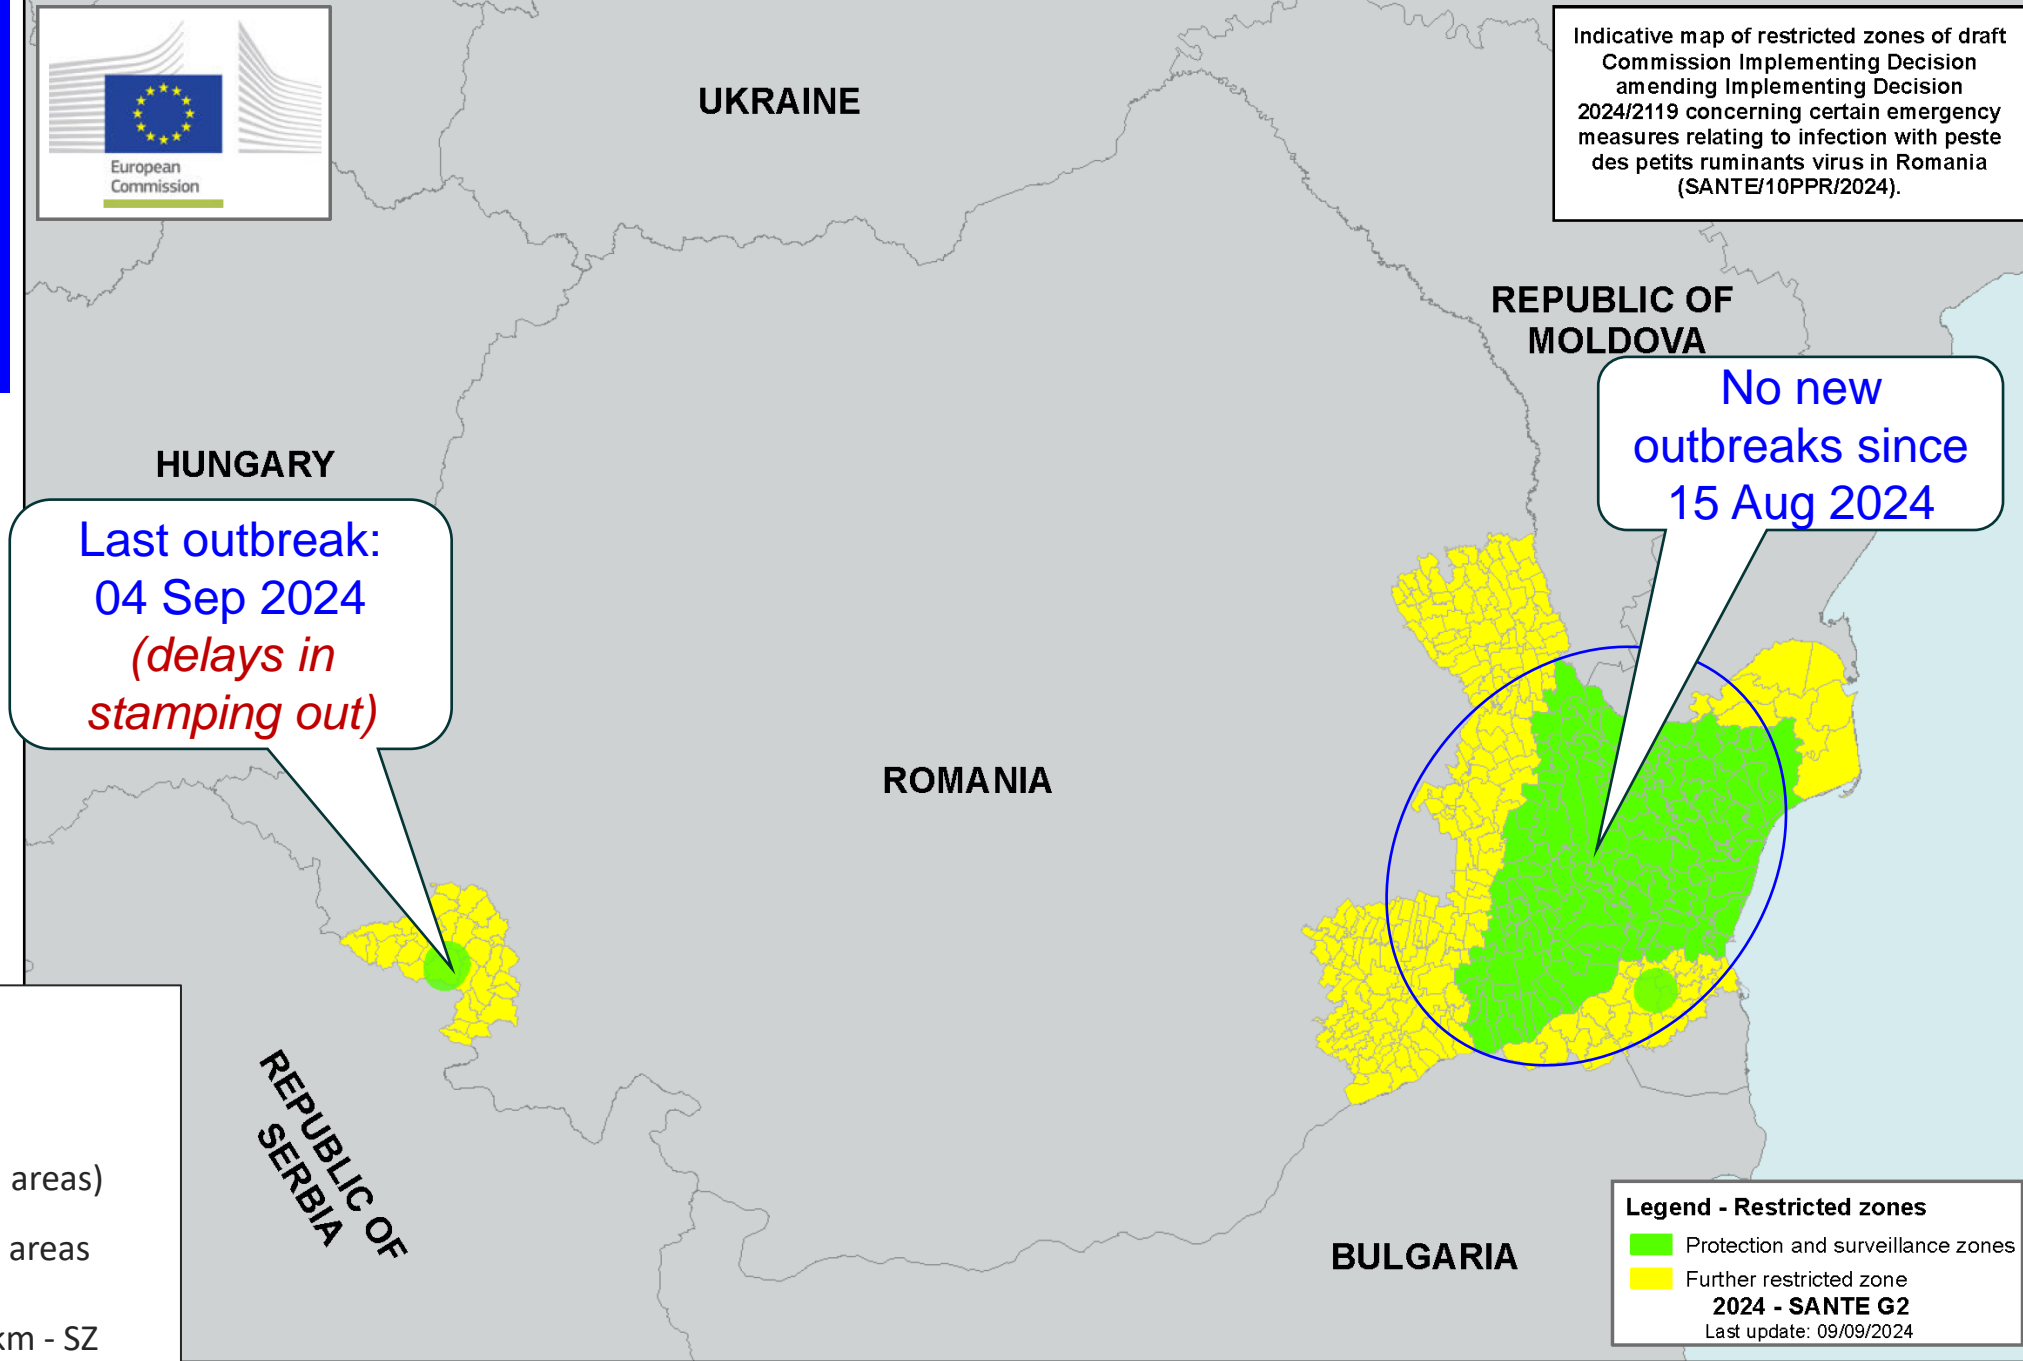 European
Commission
UKRAINE
Indicative map of restricted zones of draft
Commission Implementing Decision
amending Implementing Decision
2024/2119 concerning certain emergency
measures relating to infection with peste
des petits ruminants virus in Romania
(SANTE/10PPR/2024).
REPUBLIC OF
MOLDOVA
No new
outbreaks since
15 Aug 2024
HUNGARY
Last outbreak:
04 Sep 2024
(delays in
stamping out)
ROMANIA
REPUBLIC OF
SERBIA
areas)
areas
km - SZ
BULGARIA
Legend - Restricted zones
Protection and surveillance zones
Further restricted zone
2024 - SANTE G2
Last update: 09/09/2024